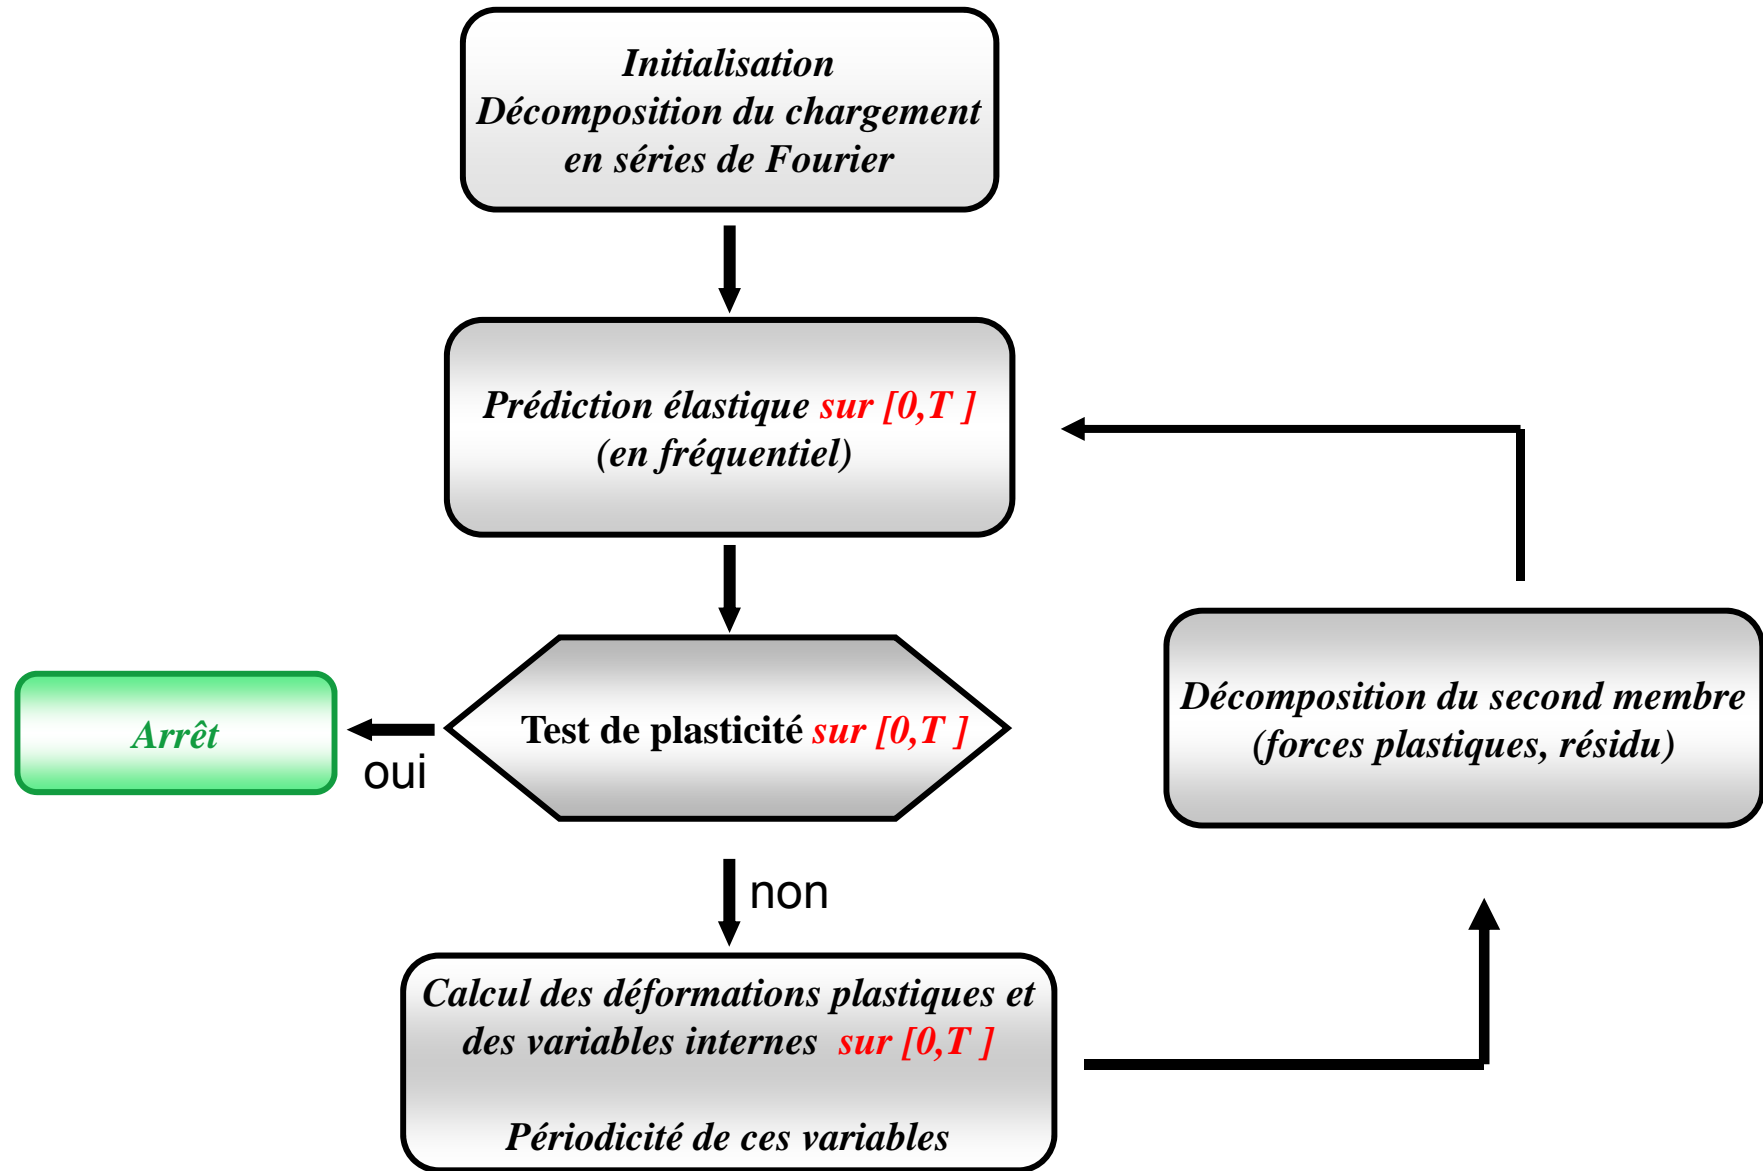 Initialisation
Décomposition du chargement
en séries de Fourier
Prédiction élastique sur [0,T ]
(en fréquentiel)
Test de plasticité sur [0,T ]
Arrêt
oui
non
Décomposition du second membre
(forces plastiques, résidu)
Calcul des déformations plastiques et
des variables internes sur [0,T ]
Périodicité de ces variables